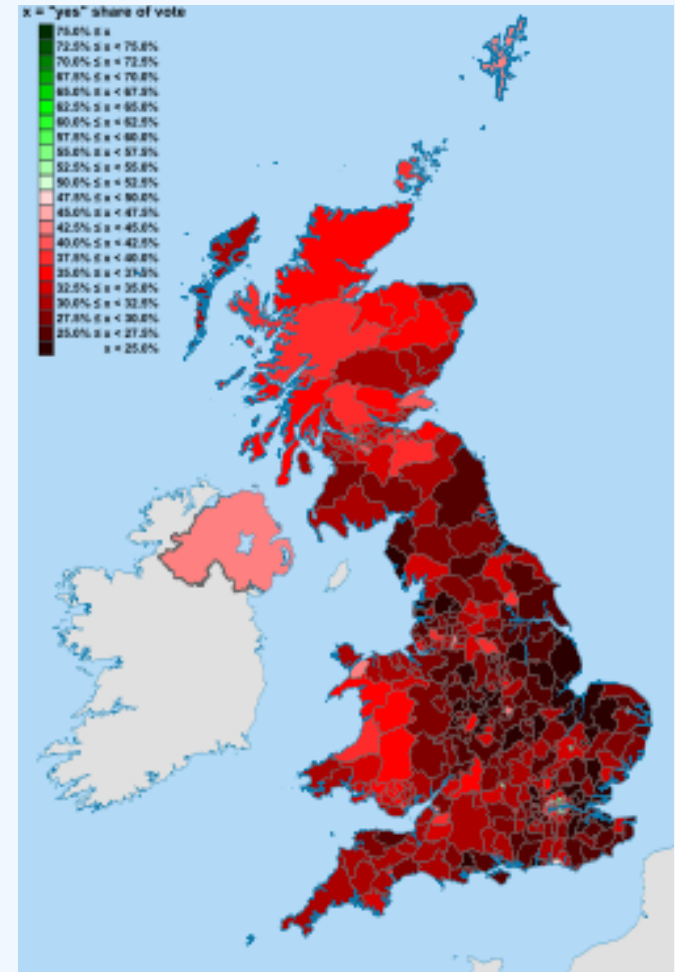 x = "yes" share of vote
75.0% ≤ x
72.5% ≤ x < 75.0%
70.0% ≤ x < 72.5%
67.5% ≤ x < 70.0%
65.0% ≤ x < 67.5%
62.5% ≤ x < 65.0%
60.0% ≤ x < 62.5%
57.5% ≤ x < 60.0%
55.0% ≤ x < 57.5%
52.5% ≤ x < 55.0%
50.0% ≤ x < 52.5%
47.5% ≤ x < 50.0%
45.0% ≤ x < 47.5%
42.5% ≤ x < 45.0%
40.0% ≤ x < 42.5%
37.5% ≤ x < 40.0%
35.0% ≤ x < 37.5%
32.5% ≤ x < 35.0%
30.0% ≤ x < 32.5%
27.5% ≤ x < 30.0%
25.0% ≤ x < 27.5%
x < 25.0%